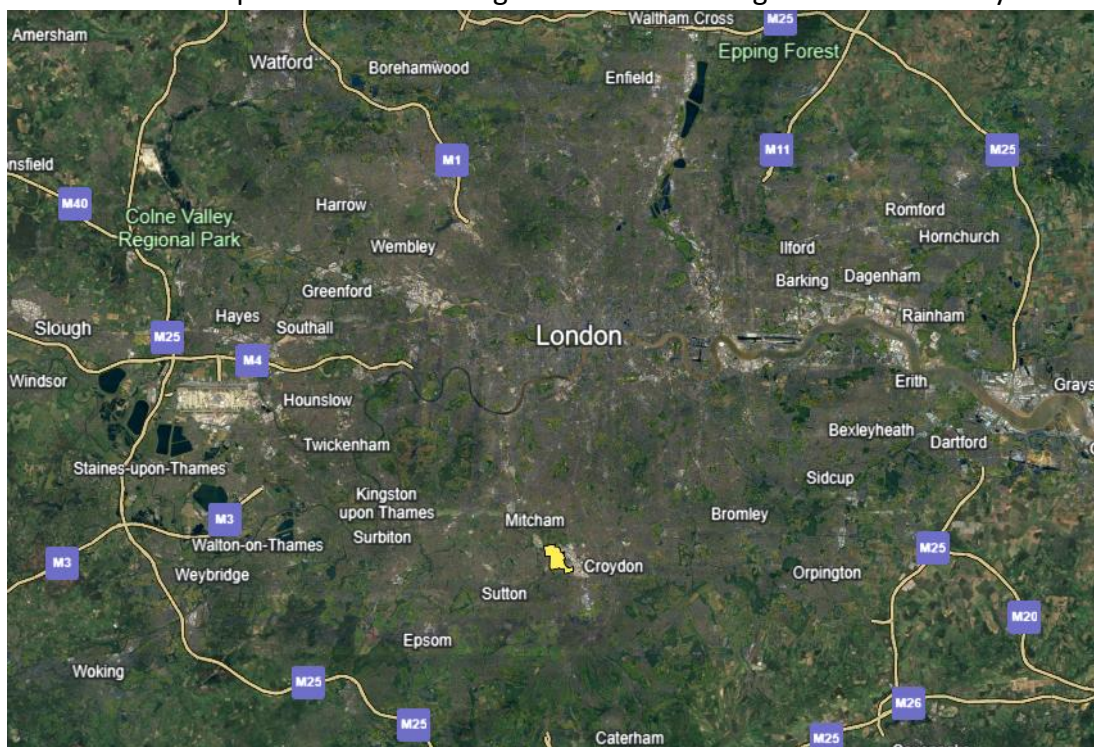 M25
Waltham Cross
Amersham
Epping Forest
Watford
Borehamwood
Enfield
M1
M11
M25
nsfield
M40
Harrow
Romford
Colne Valley
Regional Park
Hornchurch
Wembley
Ilford
Barking
Dagenham
Greenford
Hayes
Southall
Rainham
Slough
M25
London
M4
Windsor
Erith
Grays
Hounslow
Bexleyheath
Dartford
Twickenham
Staines-upon-Thames
Sidcup
Kingston
upon Thames
Mitcham
Bromley
M3
Surbiton
Walton-on-Thames
M25
M3
Weybridge
Croydon
Orpington
Sutton
M20
Epsom
Woking
M25
M26
M25
Caterham
M25